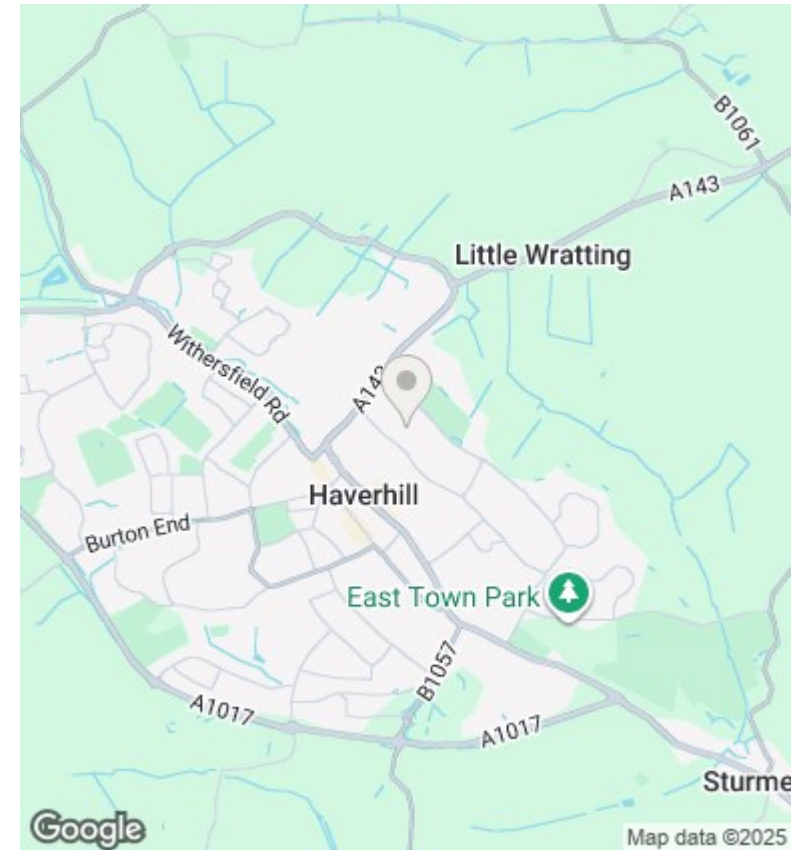 B1061
A143
Little Wratting
Withersfield Rd
A143
Haverhill
Burton End
East Town Park
B1057
A1017
A1017
Sturme
Google
Map data ©2025